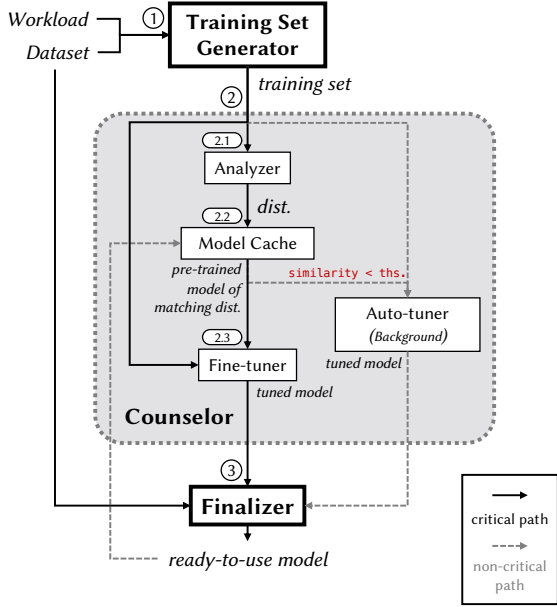 Workload
Dataset
1
Training Set
Generator
training set
2
2.1
Analyzer
dist.
2.2
Model Cache
pre-trained
model of
matching dist.
similarity < ths.
Auto-tuner
(Background)
tuned model
2.3
Fine-tuner
tuned model
Counselor
3
Finalizer
ready-to-use model
critical path
non-critical
path